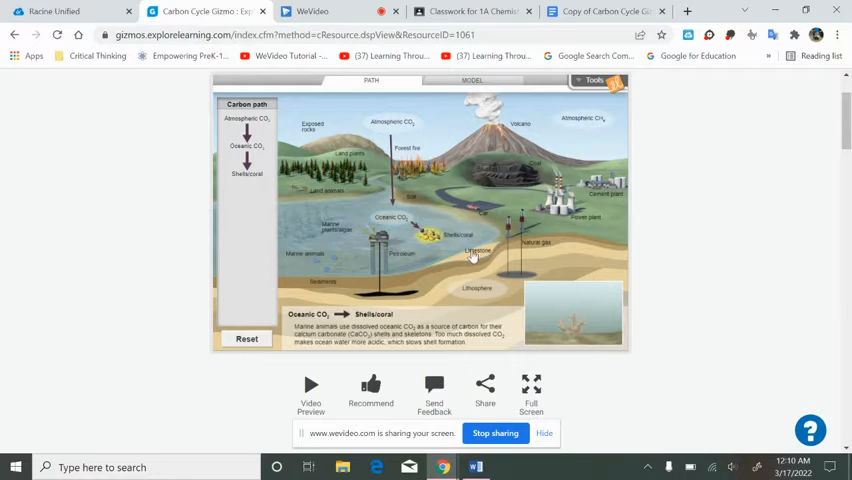 Racine Unified
Carbon Cycle Gizmo : Exp
WeVideo
Classwork for 1A Chemist
Copy of Carbon Cycle Giz
gizmos.explorelearning.com/index.cfm?method=cResource.dspView&ResourceID=1061
Apps
Critical Thinking
Empowering PreK-1...
WeVideo Tutorial -...
(37) Learning Throu...
(37) Learning Throu...
Google Search Com...
Google for Education
»
Reading list
PATH
MODEL
Tools
Carbon path
Atmospheric CO₂
Oceanic CO₂
Shells/coral
Exposed
rocks
Atmospheric CO₂
Volcano
Atmospheric CH₄
Land plants
Forest fire
Coal
Cement plant
Land animals
Soil
Car
Power plant
Oceanic CO₂
Marine
plants/algae
Shells/coral
Natural gas
Marine animals
Petroleum
Limestone
Sediments
Lithosphere
Oceanic CO₂ Shells/coral
Marine animals use dissolved oceanic CO₂ as a source of carbon for their
calcium carbonate (CaCO₃) shells and skeletons. Too much dissolved CO₂
makes ocean water more acidic, which slows shell formation.
Reset
Video
Preview
Recommend
Send
Feedback
Share
Full
Screen
www.wevideo.com is sharing your screen.
Stop sharing
Hide
?
Type here to search
12:10 AM
3/17/2022